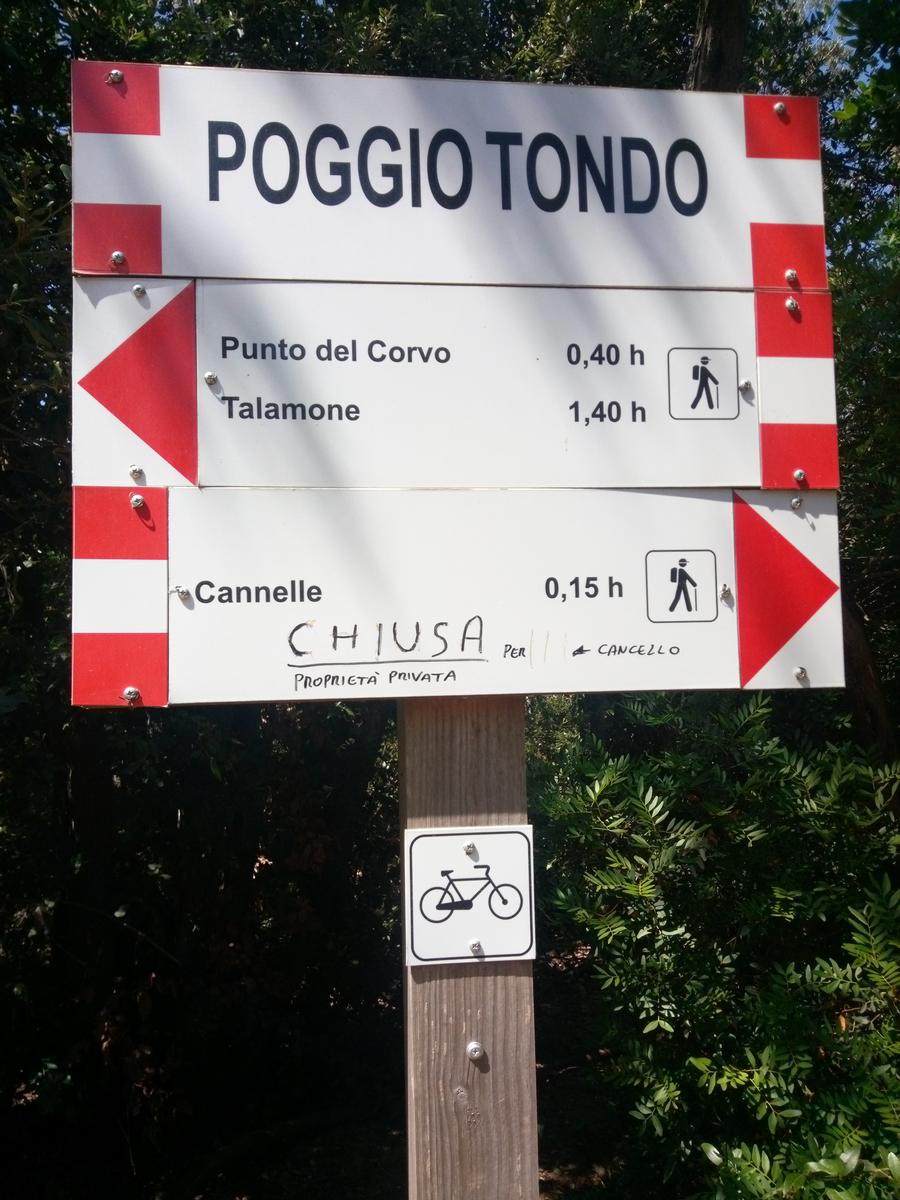 POGGIO TONDO
Punto del Corvo 0,40 h
Talamone 1,40 h
Cannelle 0,15 h
CHIUSA PER ← CANCELLO
PROPRIETÀ PRIVATA